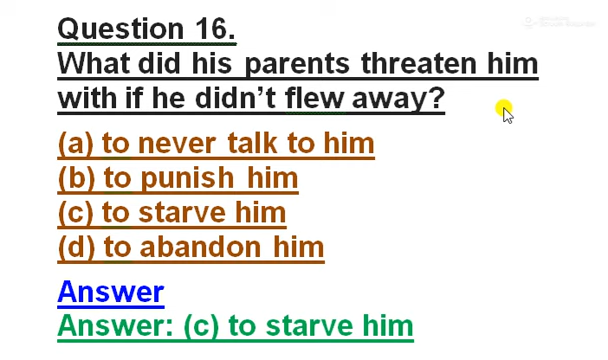 Question 16.
What did his parents threaten him
with if he didn't flew away?
(a) to never talk to him
(b) to punish him
(c) to starve him
(d) to abandon him
Answer
Answer: (c) to starve him